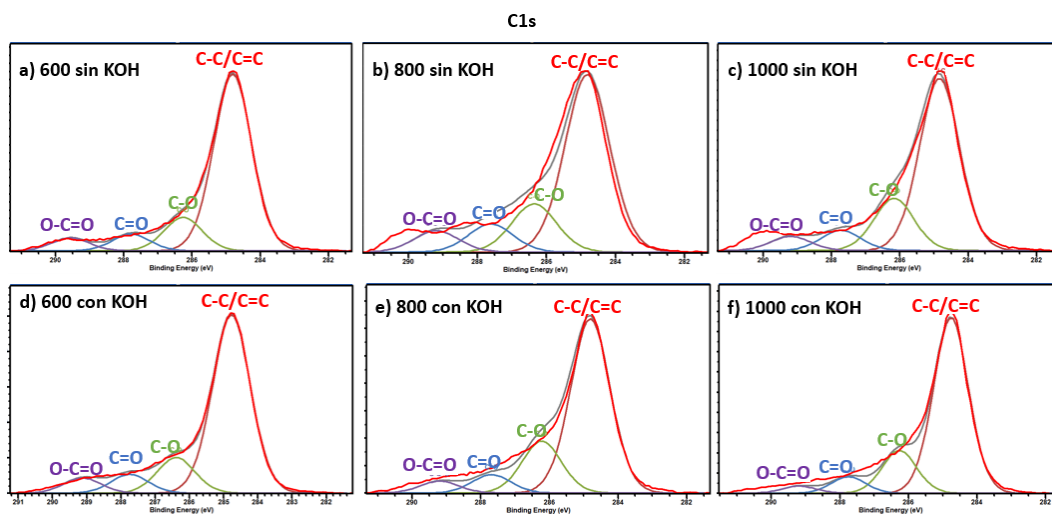 C1s
a) 600 sin KOH
C-C/C=C
O-C=O
C=O
C-O
290 288 286 284 282
Binding Energy (eV)
b) 800 sin KOH
C-C/C=C
O-C=O
C=O
C-O
290 288 286 284 282
Binding Energy (eV)
c) 1000 sin KOH
C-C/C=C
O-C=O
C=O
C-O
290 288 286 284 282
Binding Energy (eV)
d) 600 con KOH
C-C/C=C
O-C=O
C=O
C-O
291 290 289 288 287 286 285 284 283 282
Binding Energy (eV)
e) 800 con KOH
C-C/C=C
O-C=O
C=O
C-O
290 288 286 284 282
Binding Energy (eV)
f) 1000 con KOH
C-C/C=C
O-C=O
C=O
C-O
290 288 286 284 282
Binding Energy (eV)